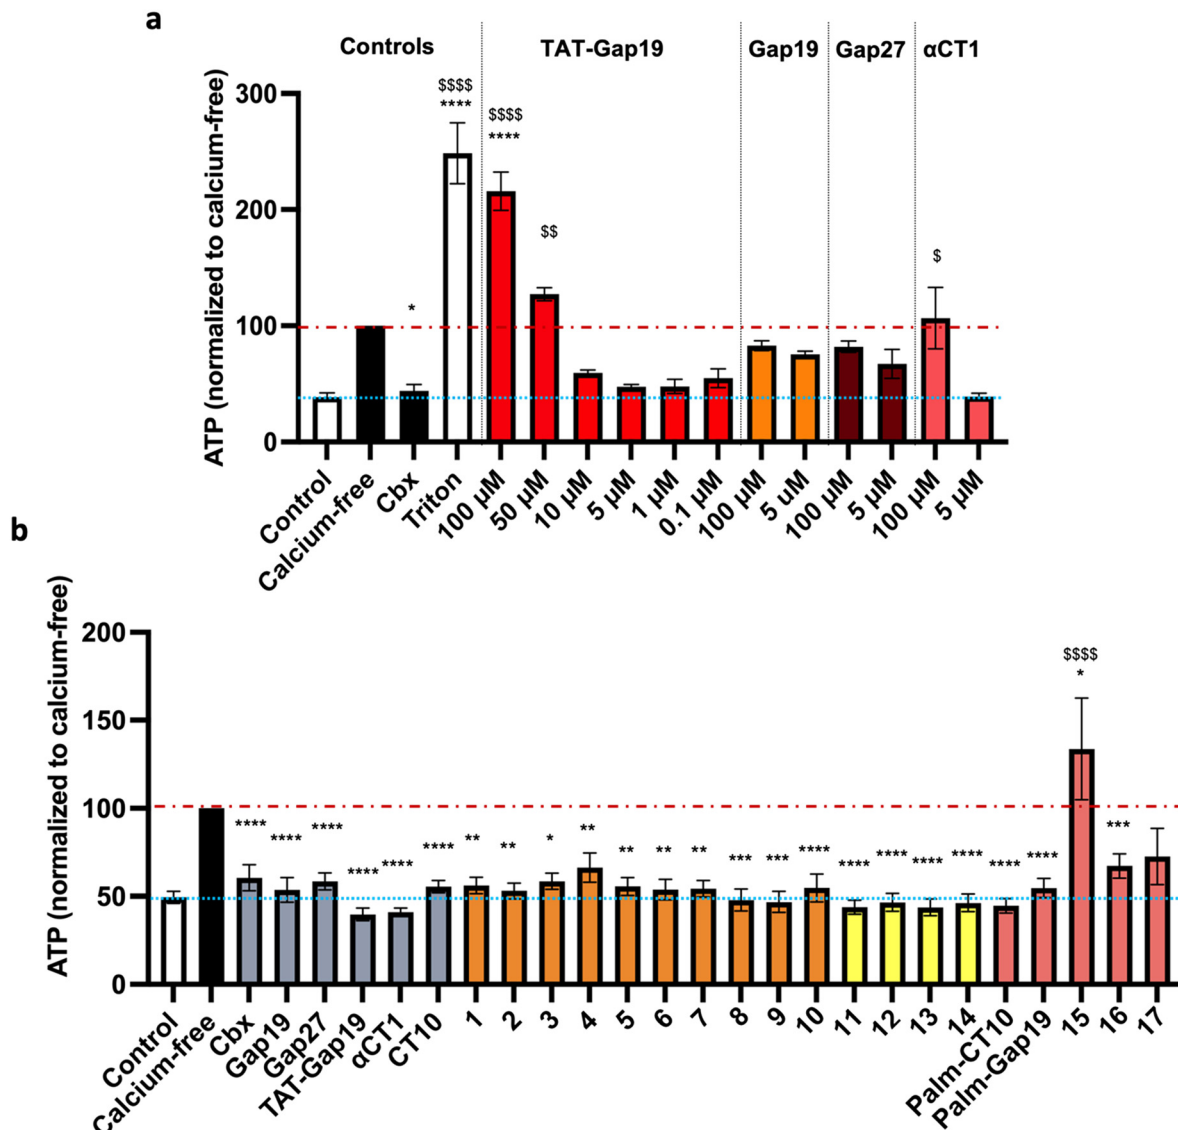 a
Controls TAT-Gap19 Gap19 Gap27 αCT1
ATP (normalized to calcium-free)
300
200
100
0
* $$$$ **** $$$$ **** $$ $
Control Calcium-free Cbx Triton 100 µM 50 µM 10 µM 5 µM 1 µM 0.1 µM 100 µM 5 uM 100 µM 5 µM 100 µM 5 µM
b
ATP (normalized to calcium-free)
200
150
100
50
0
**** **** **** **** **** **** ** ** * ** ** ** ** *** *** **** **** **** **** **** **** **** $$$$ * ***
Control Calcium-free Cbx Gap19 Gap27 TAT-Gap19 αCT1 CT10 1 2 3 4 5 6 7 8 9 10 11 12 13 14 Palm-CT10 Palm-Gap19 15 16 17